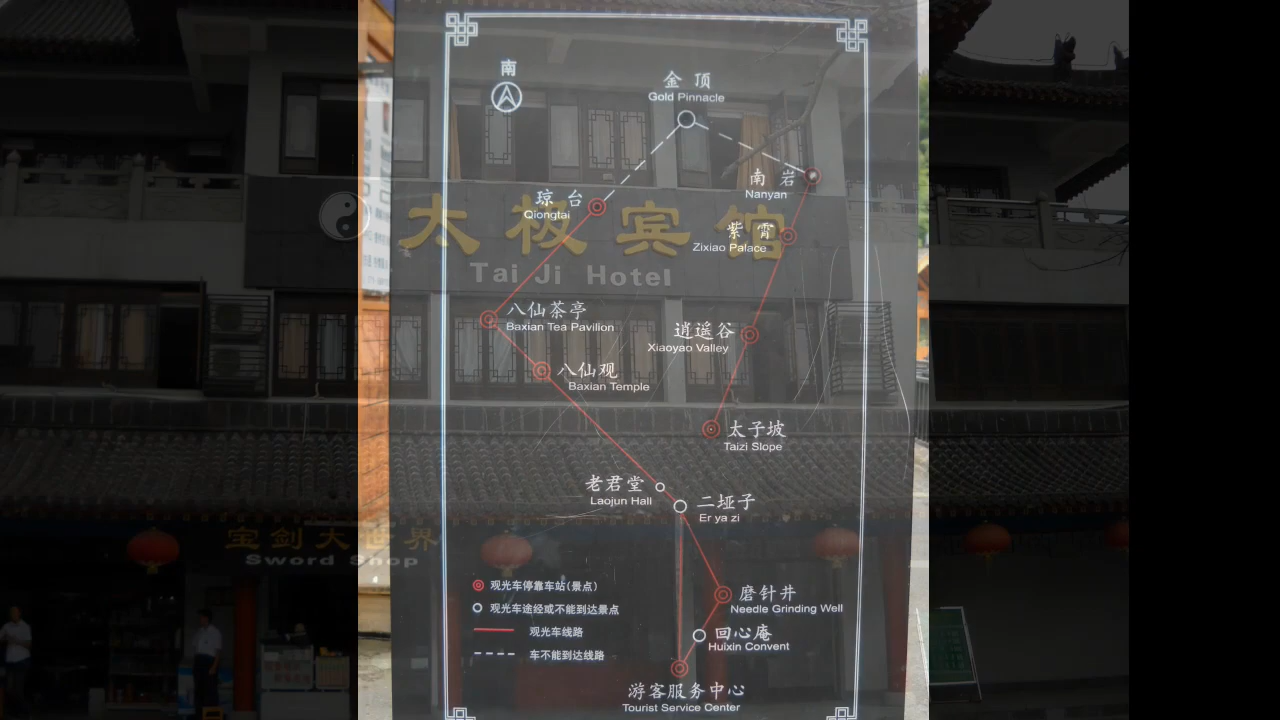 南
金 顶
Gold Pinnacle
南 岩
Nanyan
琼 台
Qiongtai
紫 霄
Zixiao Palace
太极宾馆
Tai Ji Hotel
八仙茶亭
Baxian Tea Pavilion
逍遥谷
Xiaoyao Valley
八仙观
Baxian Temple
太子坡
Taizi Slope
老君堂
Laojun Hall
二垭子
Er ya zi
宝剑大世界
Sword Shop
观光车停靠车站(景点)
观光车途经或不能到达景点
观光车线路
车不能到达线路
磨针井
Needle Grinding Well
回心庵
Huixin Convent
游客服务中心
Tourist Service Center